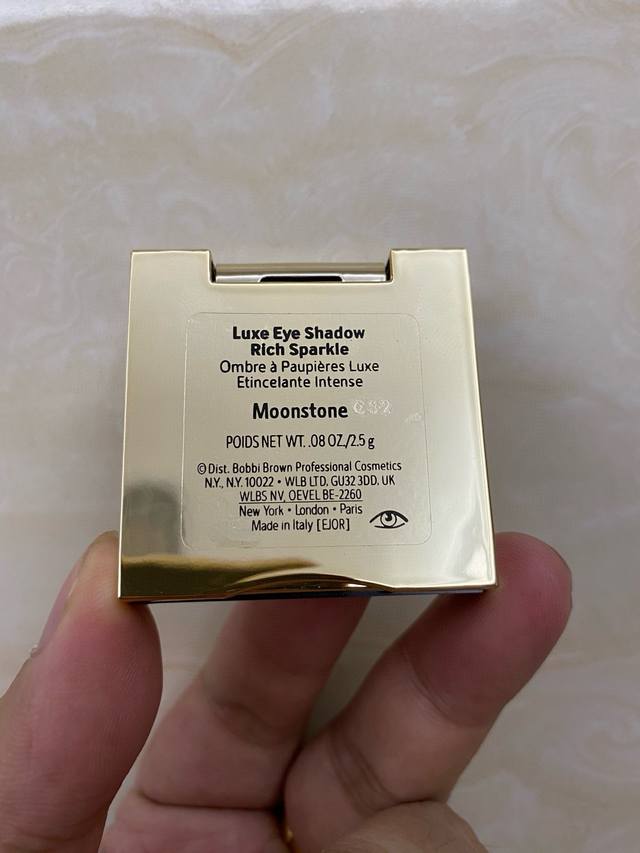 Luxe Eye Shadow
Rich Sparkle
Ombre à Paupières Luxe
Etincelante Intense
Moonstone C82
POIDS NET WT. .08 OZ./2.5 g
© Dist. Bobbi Brown Professional Cosmetics
N.Y., N.Y. 10022 • WLB LTD. GU32 3DD. UK
WLBS NV, OEVEL BE-2260
New York • London • Paris
Made in Italy [EJOR]